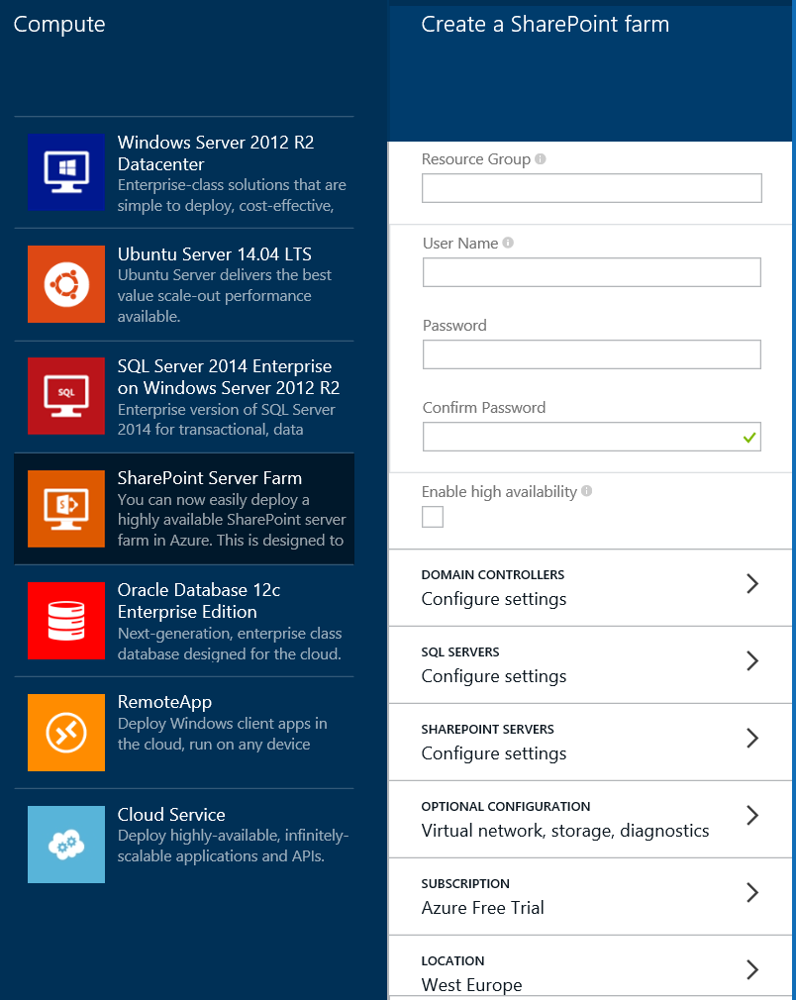 Compute
Windows Server 2012 R2
Datacenter
Enterprise-class solutions that are
simple to deploy, cost-effective,
Ubuntu Server 14.04 LTS
Ubuntu Server delivers the best
value scale-out performance
available.
SQL
SQL Server 2014 Enterprise
on Windows Server 2012 R2
Enterprise version of SQL Server
2014 for transactional, data
S
SharePoint Server Farm
You can now easily deploy a
highly available SharePoint server
farm in Azure. This is designed to
Oracle Database 12c
Enterprise Edition
Next-generation, enterprise class
database designed for the cloud.
RemoteApp
Deploy Windows client apps in
the cloud, run on any device
Cloud Service
Deploy highly-available, infinitely-
scalable applications and APIs.
Create a SharePoint farm
Resource Group
User Name
Password
Confirm Password
Enable high availability
DOMAIN CONTROLLERS
Configure settings
SQL SERVERS
Configure settings
SHAREPOINT SERVERS
Configure settings
OPTIONAL CONFIGURATION
Virtual network, storage, diagnostics
SUBSCRIPTION
Azure Free Trial
LOCATION
West Europe